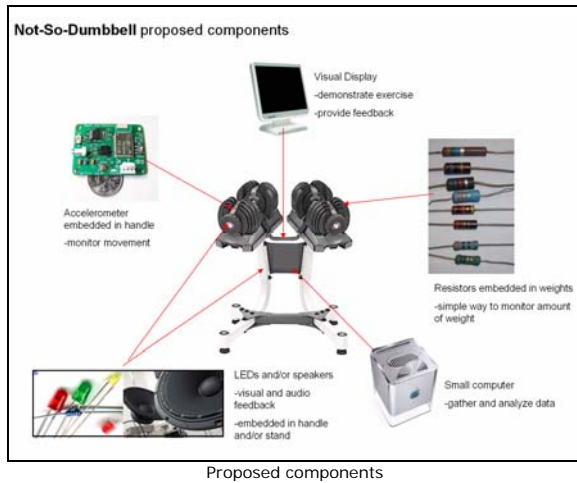 Not-So-Dumbbell proposed components
Visual Display
-demonstrate exercise
-provide feedback
Accelerometer
embedded in handle
-monitor movement
Resistors embedded in weights
-simple way to monitor amount
of weight
LEDs and/or speakers
-visual and audio
feedback
-embedded in handle
and/or stand
Small computer
-gather and analyze data
Proposed components